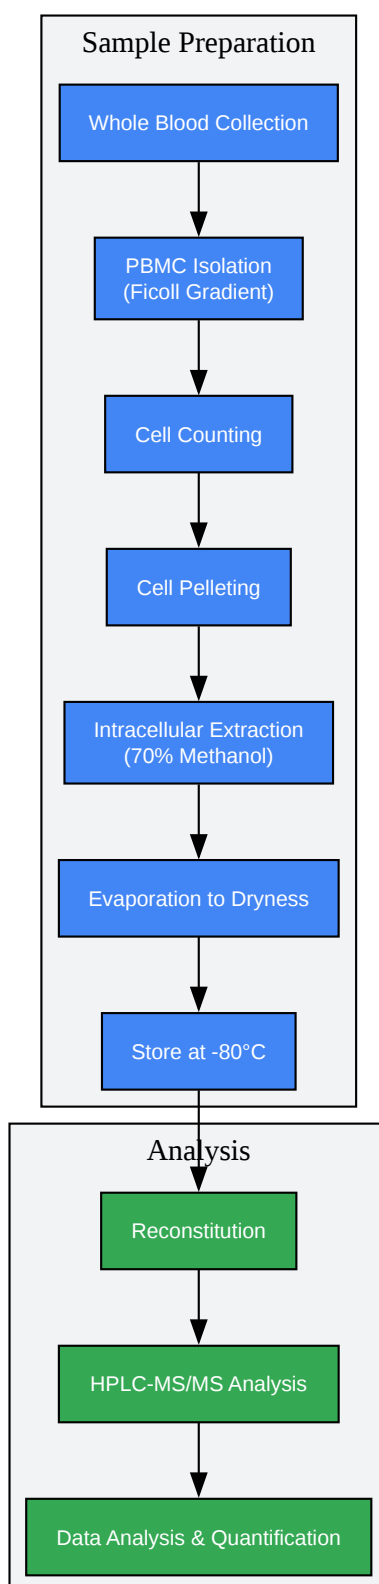 Sample Preparation
Whole Blood Collection
PBMC Isolation
(Ficoll Gradient)
Cell Counting
Cell Pelleting
Intracellular Extraction
(70% Methanol)
Evaporation to Dryness
Store at -80°C
Analysis
Reconstitution
HPLC-MS/MS Analysis
Data Analysis & Quantification